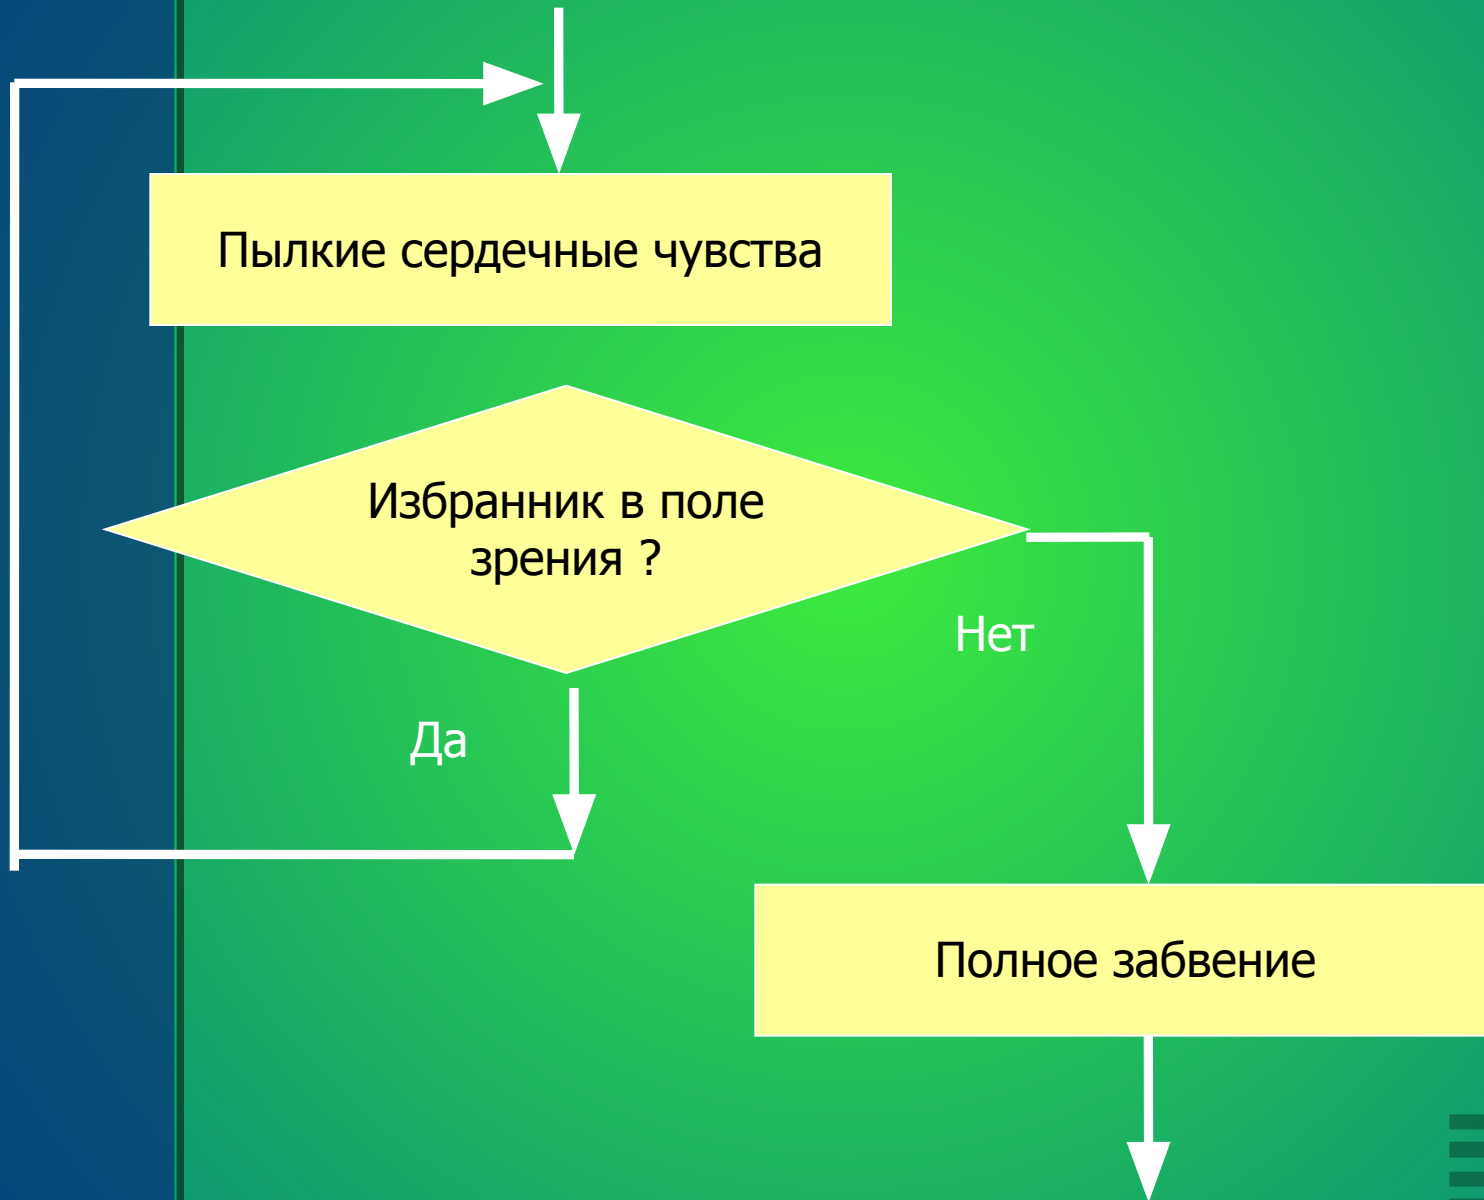 Пылкие сердечные чувства
Избранник в поле
зрения ?
Нет
Да
Полное забвение